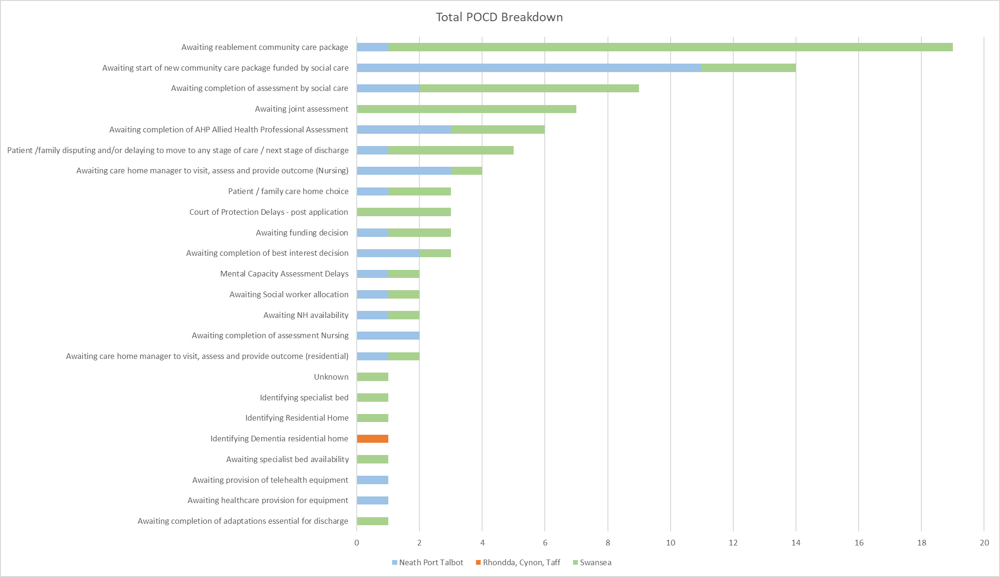 Total POCD Breakdown
Awaiting reablement community care package
Awaiting start of new community care package funded by social care
Awaiting completion of assessment by social care
Awaiting joint assessment
Awaiting completion of AHP Allied Health Professional Assessment
Patient /family disputing and/or delaying to move to any stage of care / next stage of discharge
Awaiting care home manager to visit, assess and provide outcome (Nursing)
Patient / family care home choice
Court of Protection Delays - post application
Awaiting funding decision
Awaiting completion of best interest decision
Mental Capacity Assessment Delays
Awaiting Social worker allocation
Awaiting NH availability
Awaiting completion of assessment Nursing
Awaiting care home manager to visit, assess and provide outcome (residential)
Unknown
Identifying specialist bed
Identifying Residential Home
Identifying Dementia residential home
Awaiting specialist bed availability
Awaiting provision of telehealth equipment
Awaiting healthcare provision for equipment
Awaiting completion of adaptations essential for discharge
0 2 4 6 8 10 12 14 16 18 20
Neath Port Talbot Rhondda, Cynon, Taff Swansea